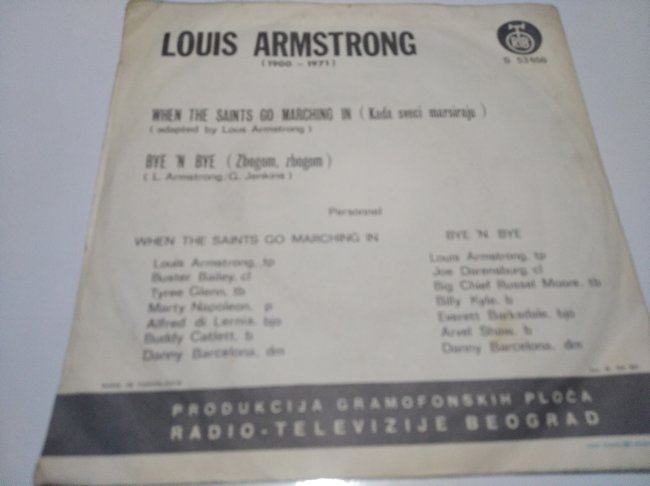 LOUIS ARMSTRONG
(1900 - 1971)
RTB
S 53656
WHEN THE SAINTS GO MARCHING IN (Kada sveci marširaju)
(adapted by Louis Armstrong)
BYE 'N BYE (Zbogom, zbogom)
(L. Armstrong/G. Jenkins)
Personnel
WHEN THE SAINTS GO MARCHING IN
Louis Armstrong, tp
Buster Bailey, cl
Tyree Glenn, tb
Marty Napoleon, p
Alfred di Lernia, bjo
Buddy Catlett, b
Danny Barcelona, dm
BYE 'N BYE
Louis Armstrong, tp
Joe Darensburg, cl
Big Chief Russel Moore, tb
Billy Kyle, b
Everett Barksdale, bjo
Arvel Shaw, b
Danny Barcelona, dm
MADE IN YUGOSLAVIA
PRODUKCIJA GRAMOFONSKIH PLOČA
RADIO-TELEVIZIJE BEOGRAD